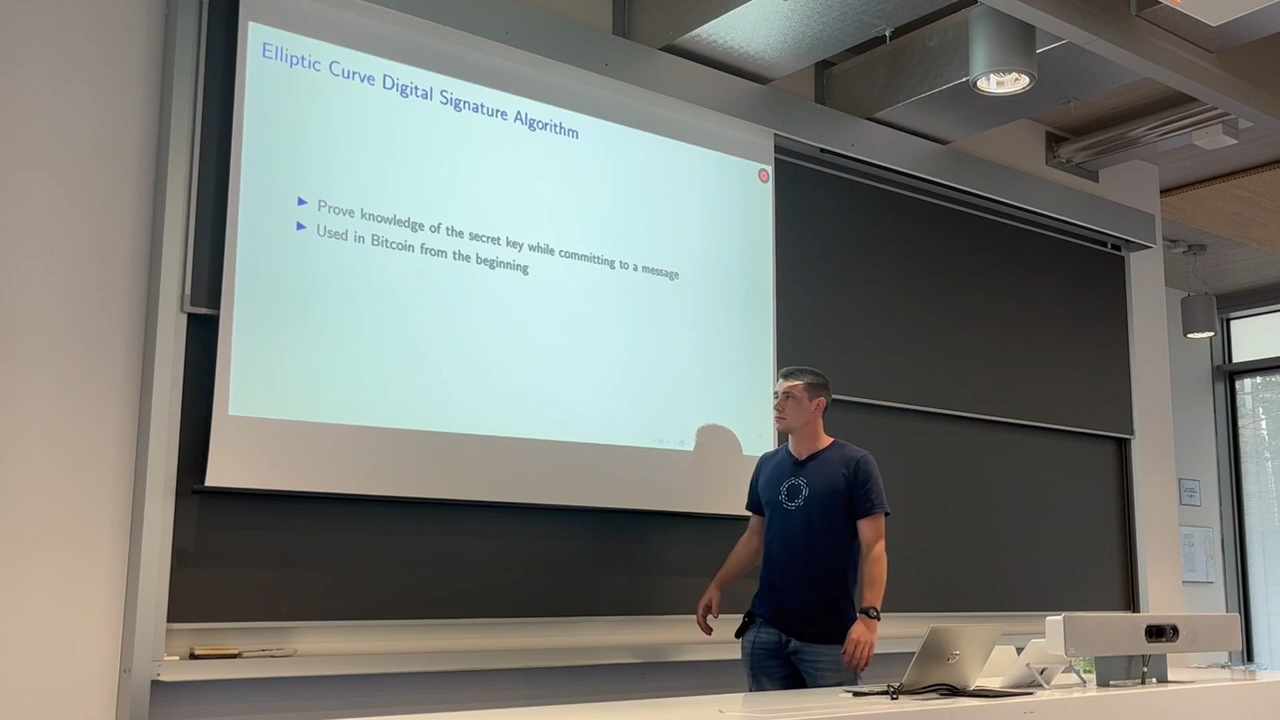 Elliptic Curve Digital Signature Algorithm
Prove knowledge of the secret key while committing to a message
Used in Bitcoin from the beginning